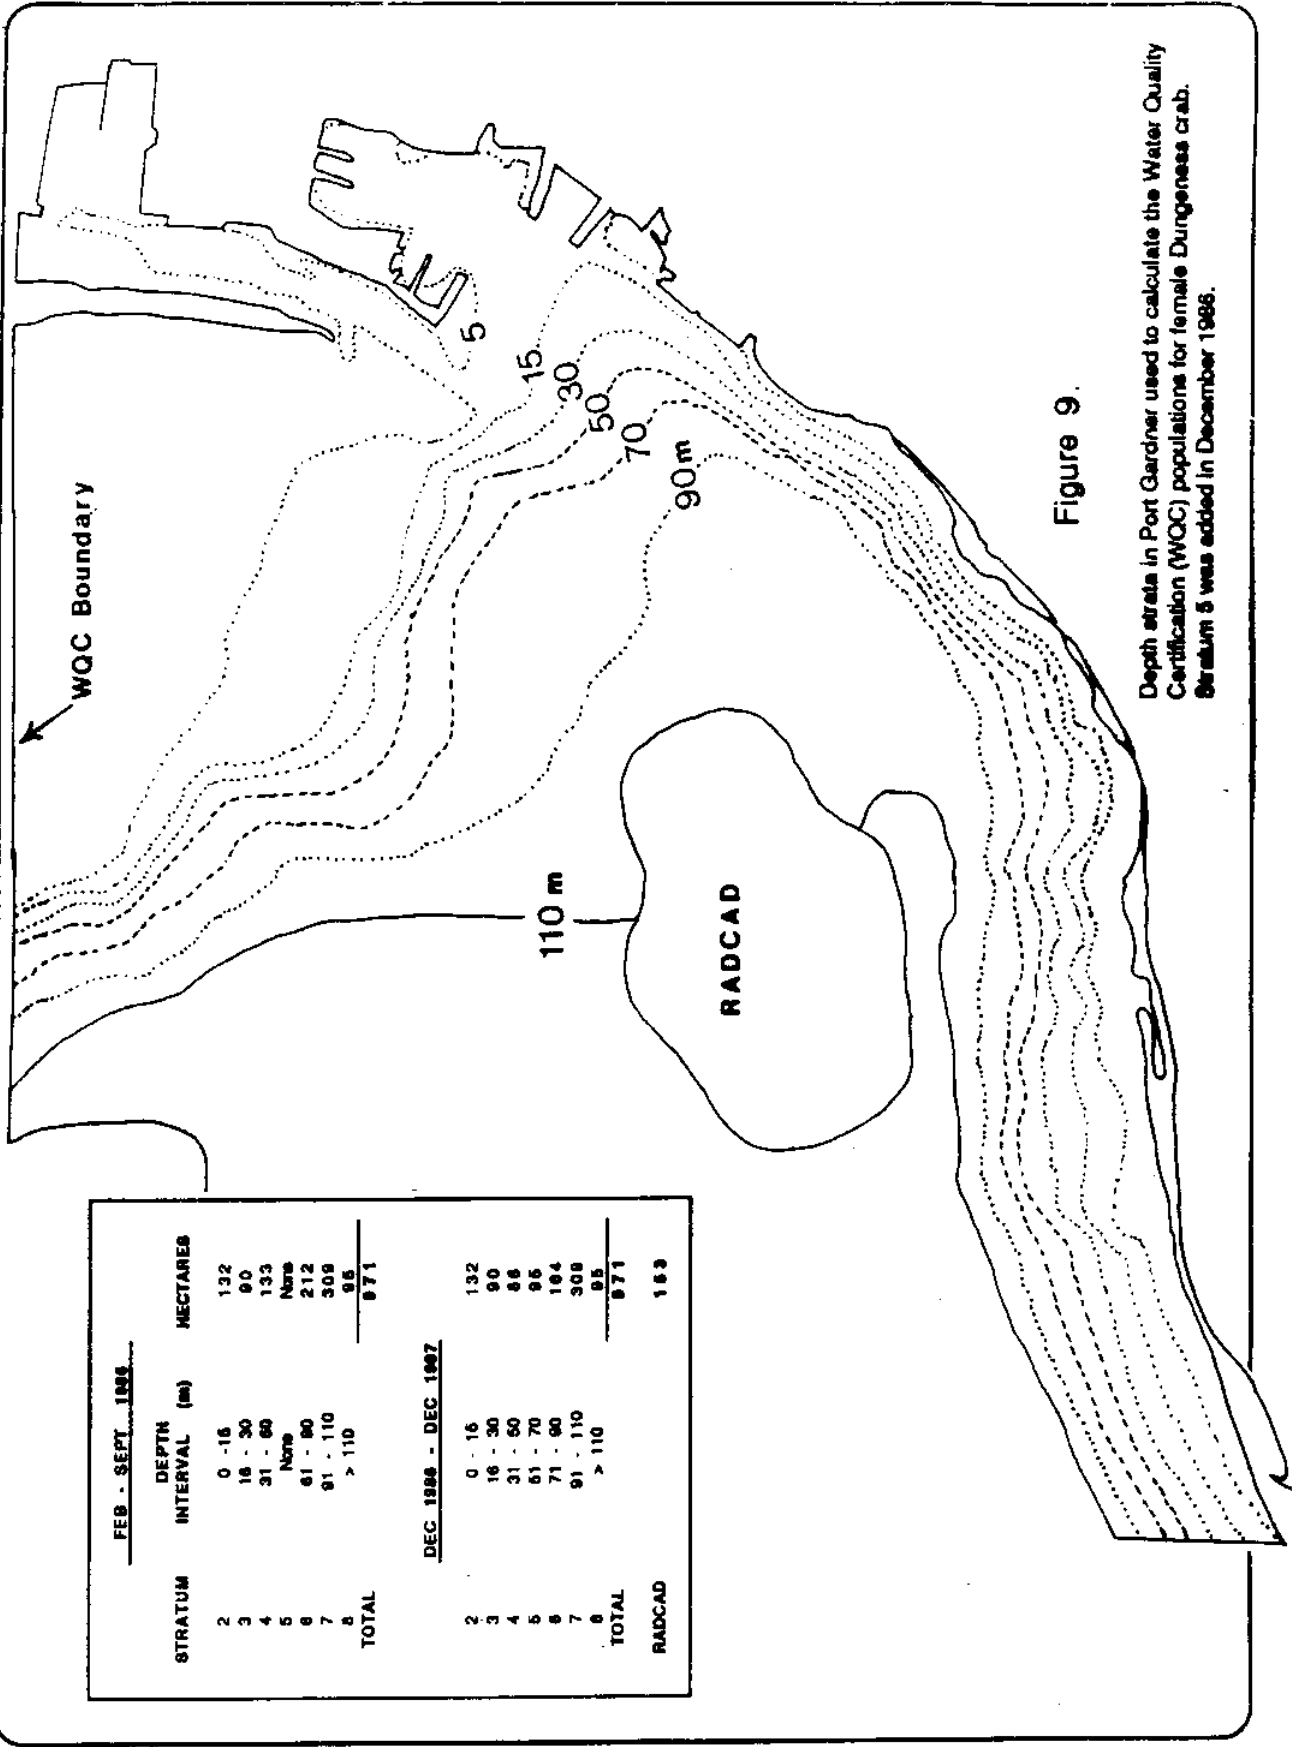 WQC Boundary
5
15
30
50
70
90 m
110 m
RADCAD
FEB - SEPT 1986
STRATUM DEPTH INTERVAL (m) HECTARES
2 0 - 15 132
3 16 - 30 90
4 31 - 60 133
5 None None
6 61 - 90 212
7 91 - 110 309
8 > 110 95
TOTAL 971
DEC 1986 - DEC 1987
2 0 - 15 132
3 16 - 30 90
4 31 - 50 86
5 51 - 70 95
6 71 - 90 164
7 91 - 110 309
8 > 110 95
TOTAL 971
RADCAD
Figure 9.
Depth strata in Port Gardner used to calculate the Water Quality
Certification (WQC) populations for female Dungeness crab.
Stratum 5 was added in December 1986.